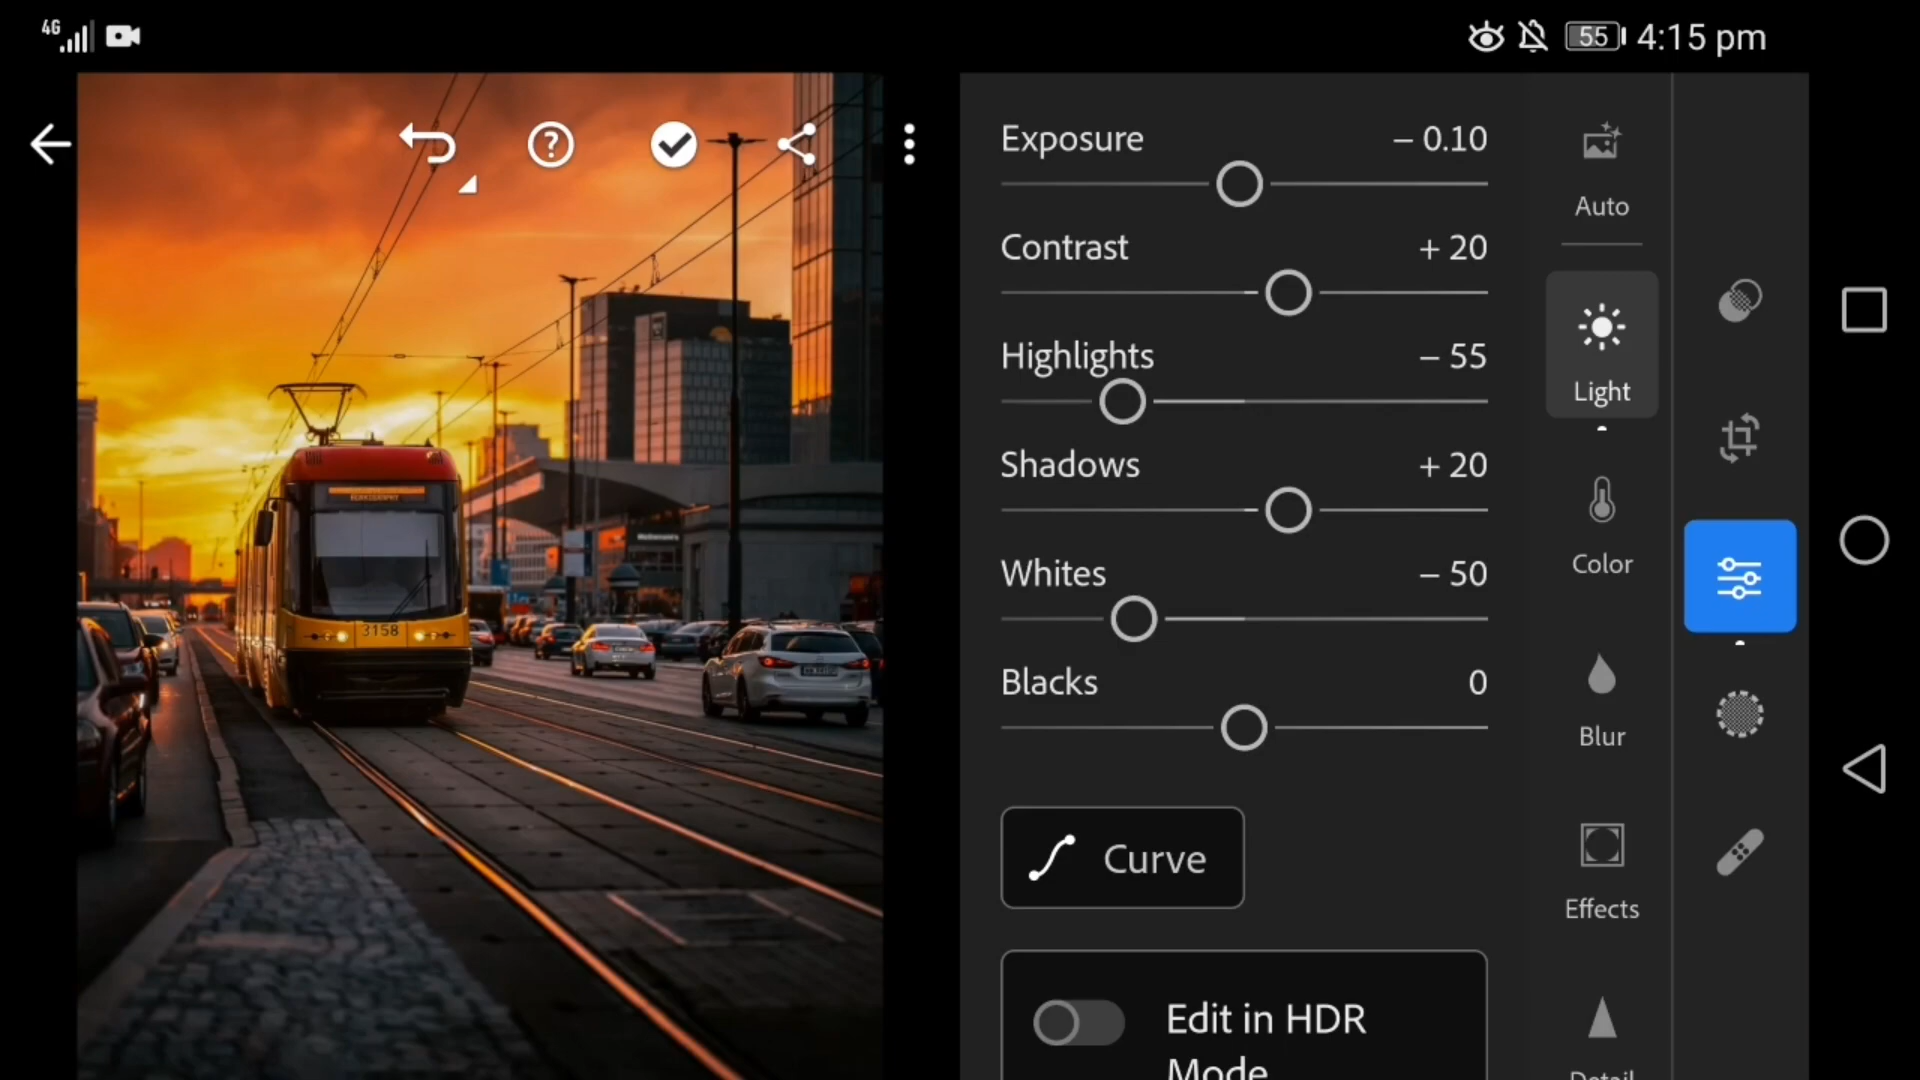 4G
55 4:15 pm
Exposure – 0.10
Auto
Contrast + 20
Highlights – 55
Light
Shadows + 20
Color
Whites – 50
3158
Blacks 0
Blur
Curve
Effects
Edit in HDR
Mode
Detail